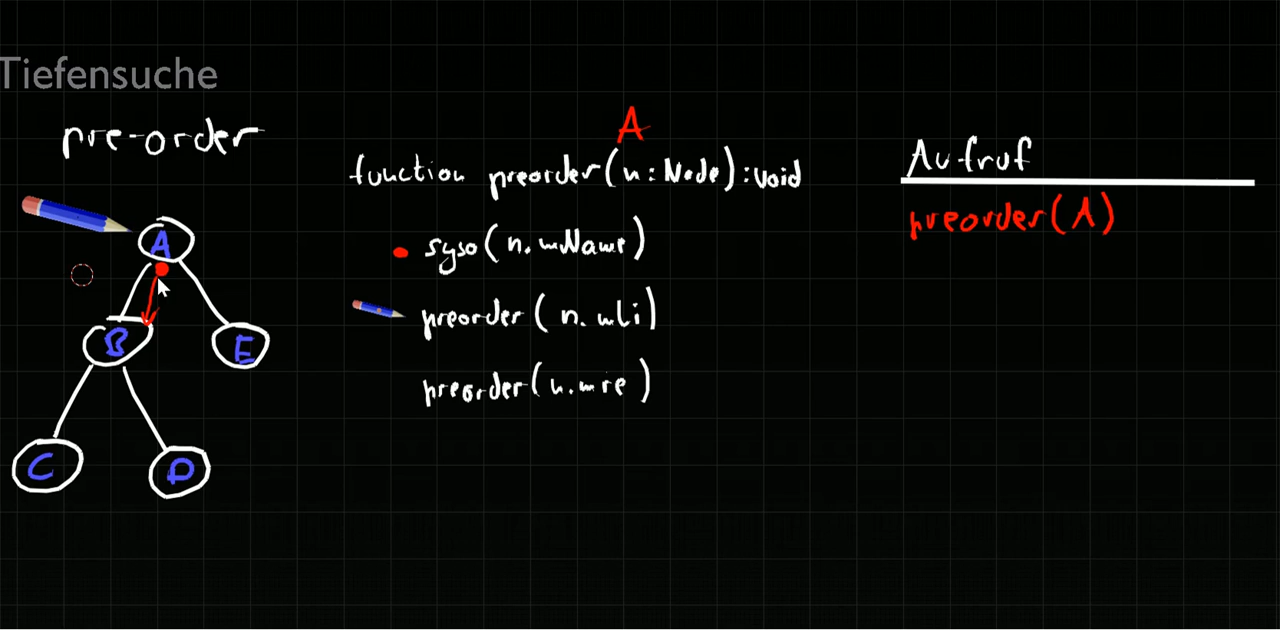 Tiefensuche
pre-order
A
B
E
C
D
A
function preorder(n:Node):void
syso(n.mName)
preorder(n.mli)
preorder(n.mre)
Aufruf
preorder(A)